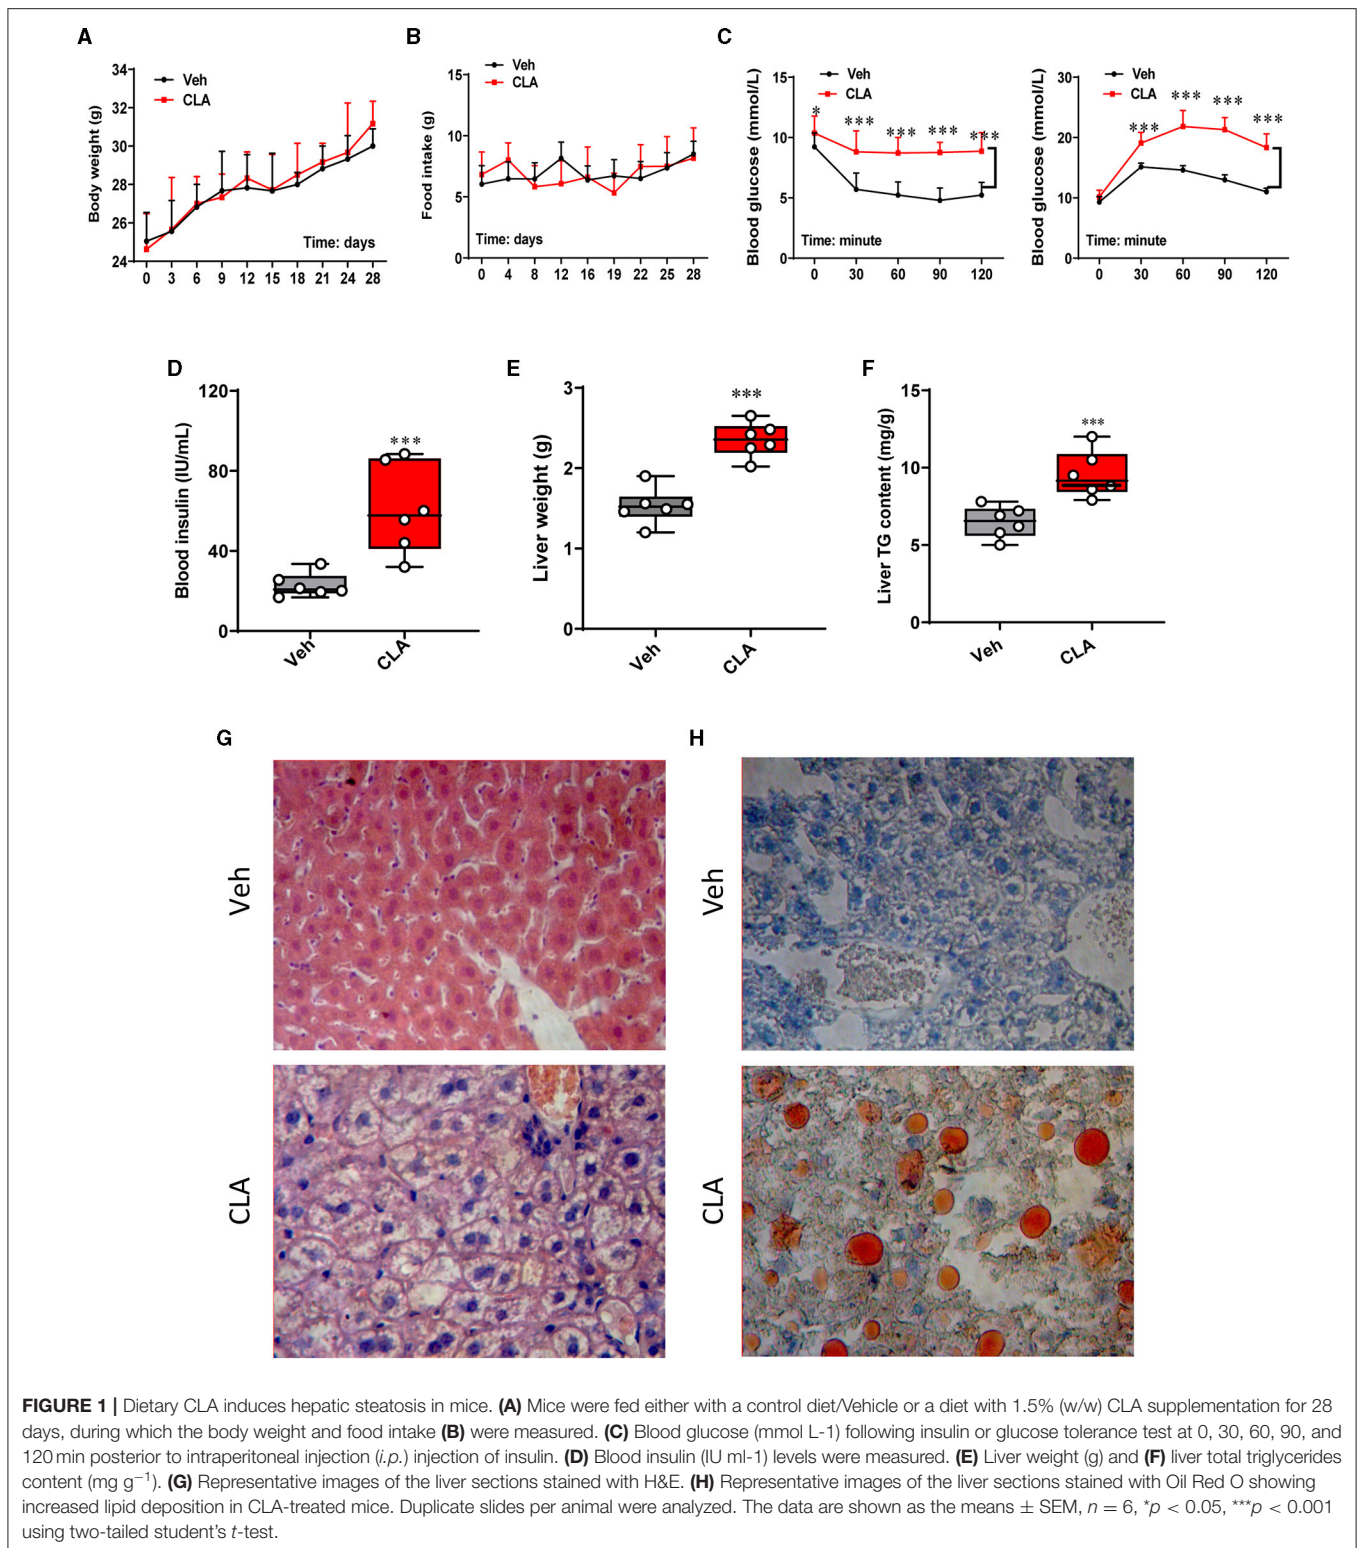 A
Body weight (g)
34
32
30
28
26
24
Veh
CLA
Time: days
0 3 6 9 12 15 18 21 24 28
B
Food intake (g)
15
10
5
0
Veh
CLA
Time: days
0 4 8 12 16 19 22 25 28
C
Blood glucose (mmol/L)
15
10
5
0
Veh
CLA
* *** *** *** ***
Time: minute
0 30 60 90 120
Blood glucose (mmol/L)
30
20
10
0
Veh
CLA
*** *** *** ***
Time: minute
0 30 60 90 120
D
Blood insulin (IU/mL)
120
80
40
0
***
Veh CLA
E
Liver weight (g)
3
2
1
0
***
Veh CLA
F
Liver TG content (mg/g)
15
10
5
0
***
Veh CLA
G
Veh
CLA
H
Veh
CLA
FIGURE 1 | Dietary CLA induces hepatic steatosis in mice. (A) Mice were fed either with a control diet/Vehicle or a diet with 1.5% (w/w) CLA supplementation for 28
days, during which the body weight and food intake (B) were measured. (C) Blood glucose (mmol L-1) following insulin or glucose tolerance test at 0, 30, 60, 90, and
120 min posterior to intraperitoneal injection (i.p.) injection of insulin. (D) Blood insulin (IU ml-1) levels were measured. (E) Liver weight (g) and (F) liver total triglycerides
content (mg g−1). (G) Representative images of the liver sections stained with H&E. (H) Representative images of the liver sections stained with Oil Red O showing
increased lipid deposition in CLA-treated mice. Duplicate slides per animal were analyzed. The data are shown as the means ± SEM, n = 6, *p < 0.05, ***p < 0.001
using two-tailed student's t-test.